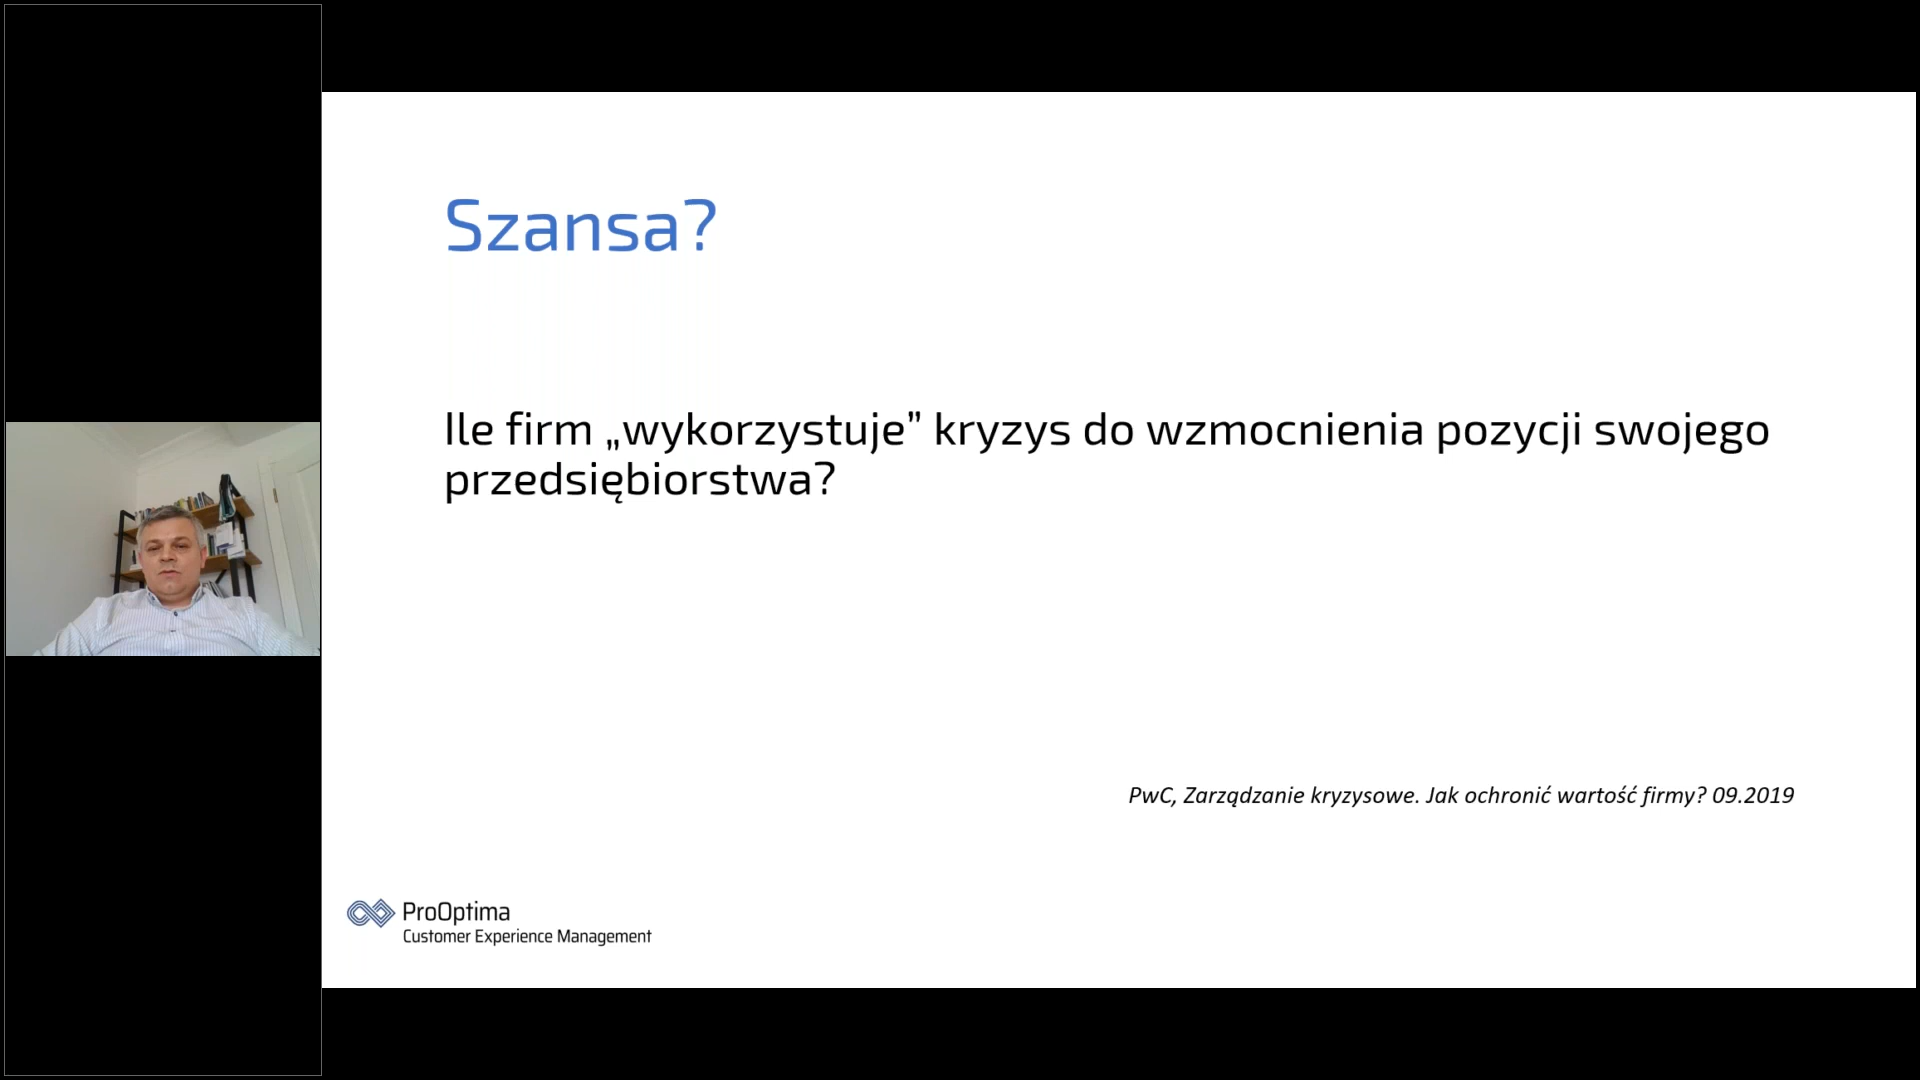 Szansa?
Ile firm „wykorzystuje” kryzys do wzmocnienia pozycji swojego
przedsiębiorstwa?
PwC, Zarządzanie kryzysowe. Jak ochronić wartość firmy? 09.2019
ProOptima
Customer Experience Management